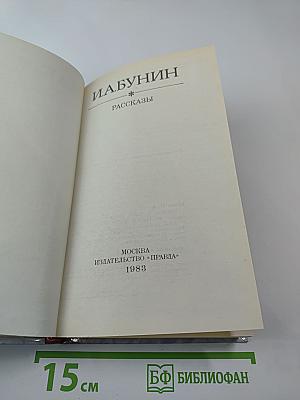 И.А.БУНИН
*
РАССКАЗЫ
МОСКВА
ИЗДАТЕЛЬСТВО «ПРАВДА»
1983
15 см
БФ БИБЛИОФАН